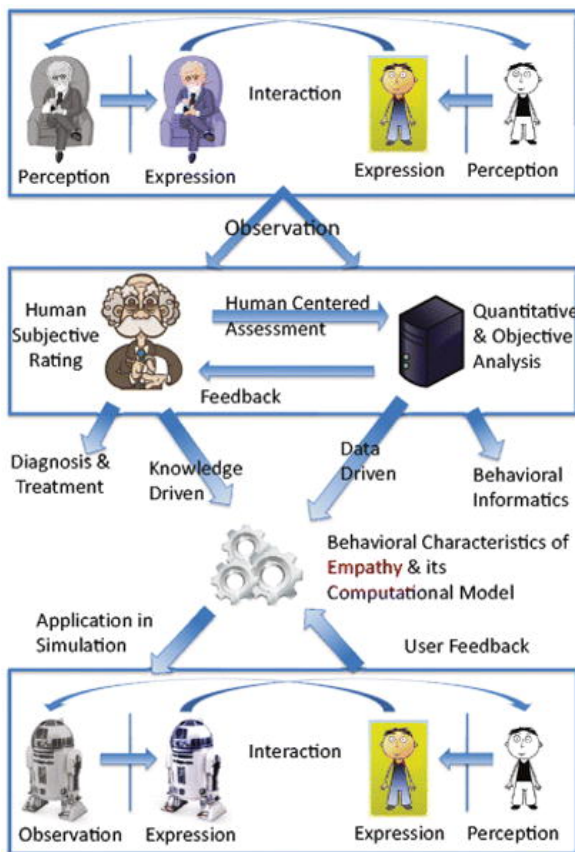 Interaction
Perception
Expression
Expression
Perception
Observation
Human
Subjective
Rating
Human Centered
Assessment
Quantitative
& Objective
Analysis
Feedback
Diagnosis &
Treatment
Knowledge
Driven
Data
Driven
Behavioral
Informatics
Behavioral Characteristics of
Empathy & its
Computational Model
Application in
Simulation
User Feedback
Interaction
Observation
Expression
Expression
Perception